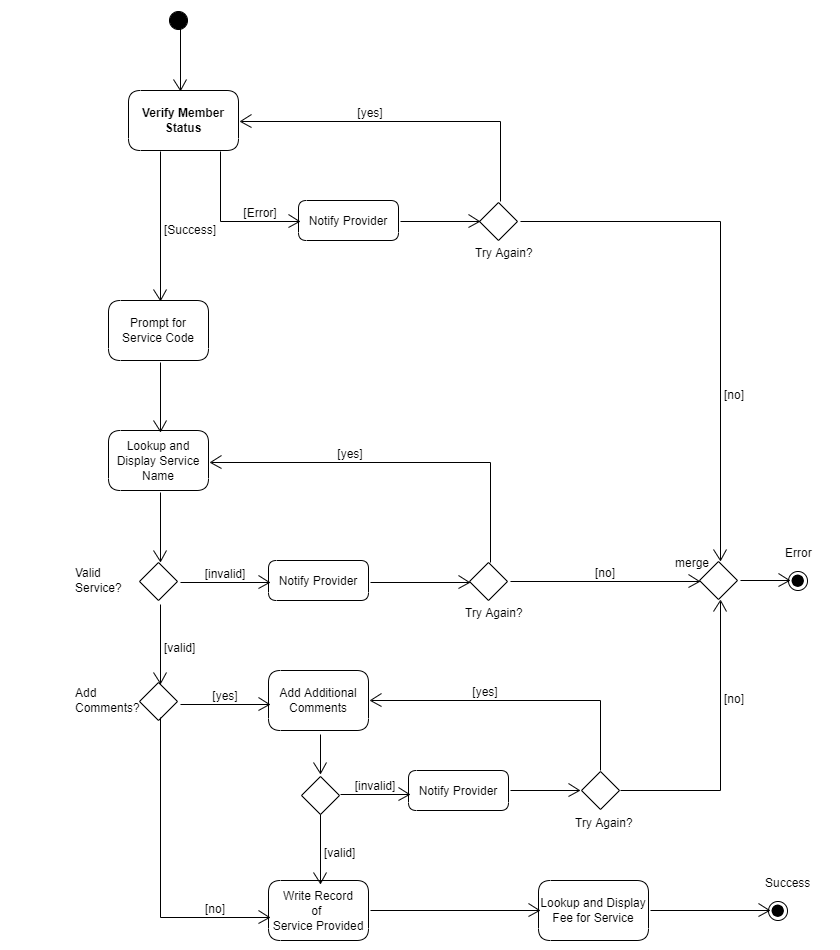 Verify Member
Status
[yes]
[Error]
Notify Provider
[Success]
Try Again?
Prompt for
Service Code
[no]
Lookup and
Display Service
Name
[yes]
Valid
Service?
[invalid]
Notify Provider
Try Again?
[no]
merge
Error
[valid]
Add
Comments?
[yes]
Add Additional
Comments
[yes]
[no]
[invalid]
Notify Provider
Try Again?
[valid]
[no]
Write Record
of
Service Provided
Lookup and Display
Fee for Service
Success